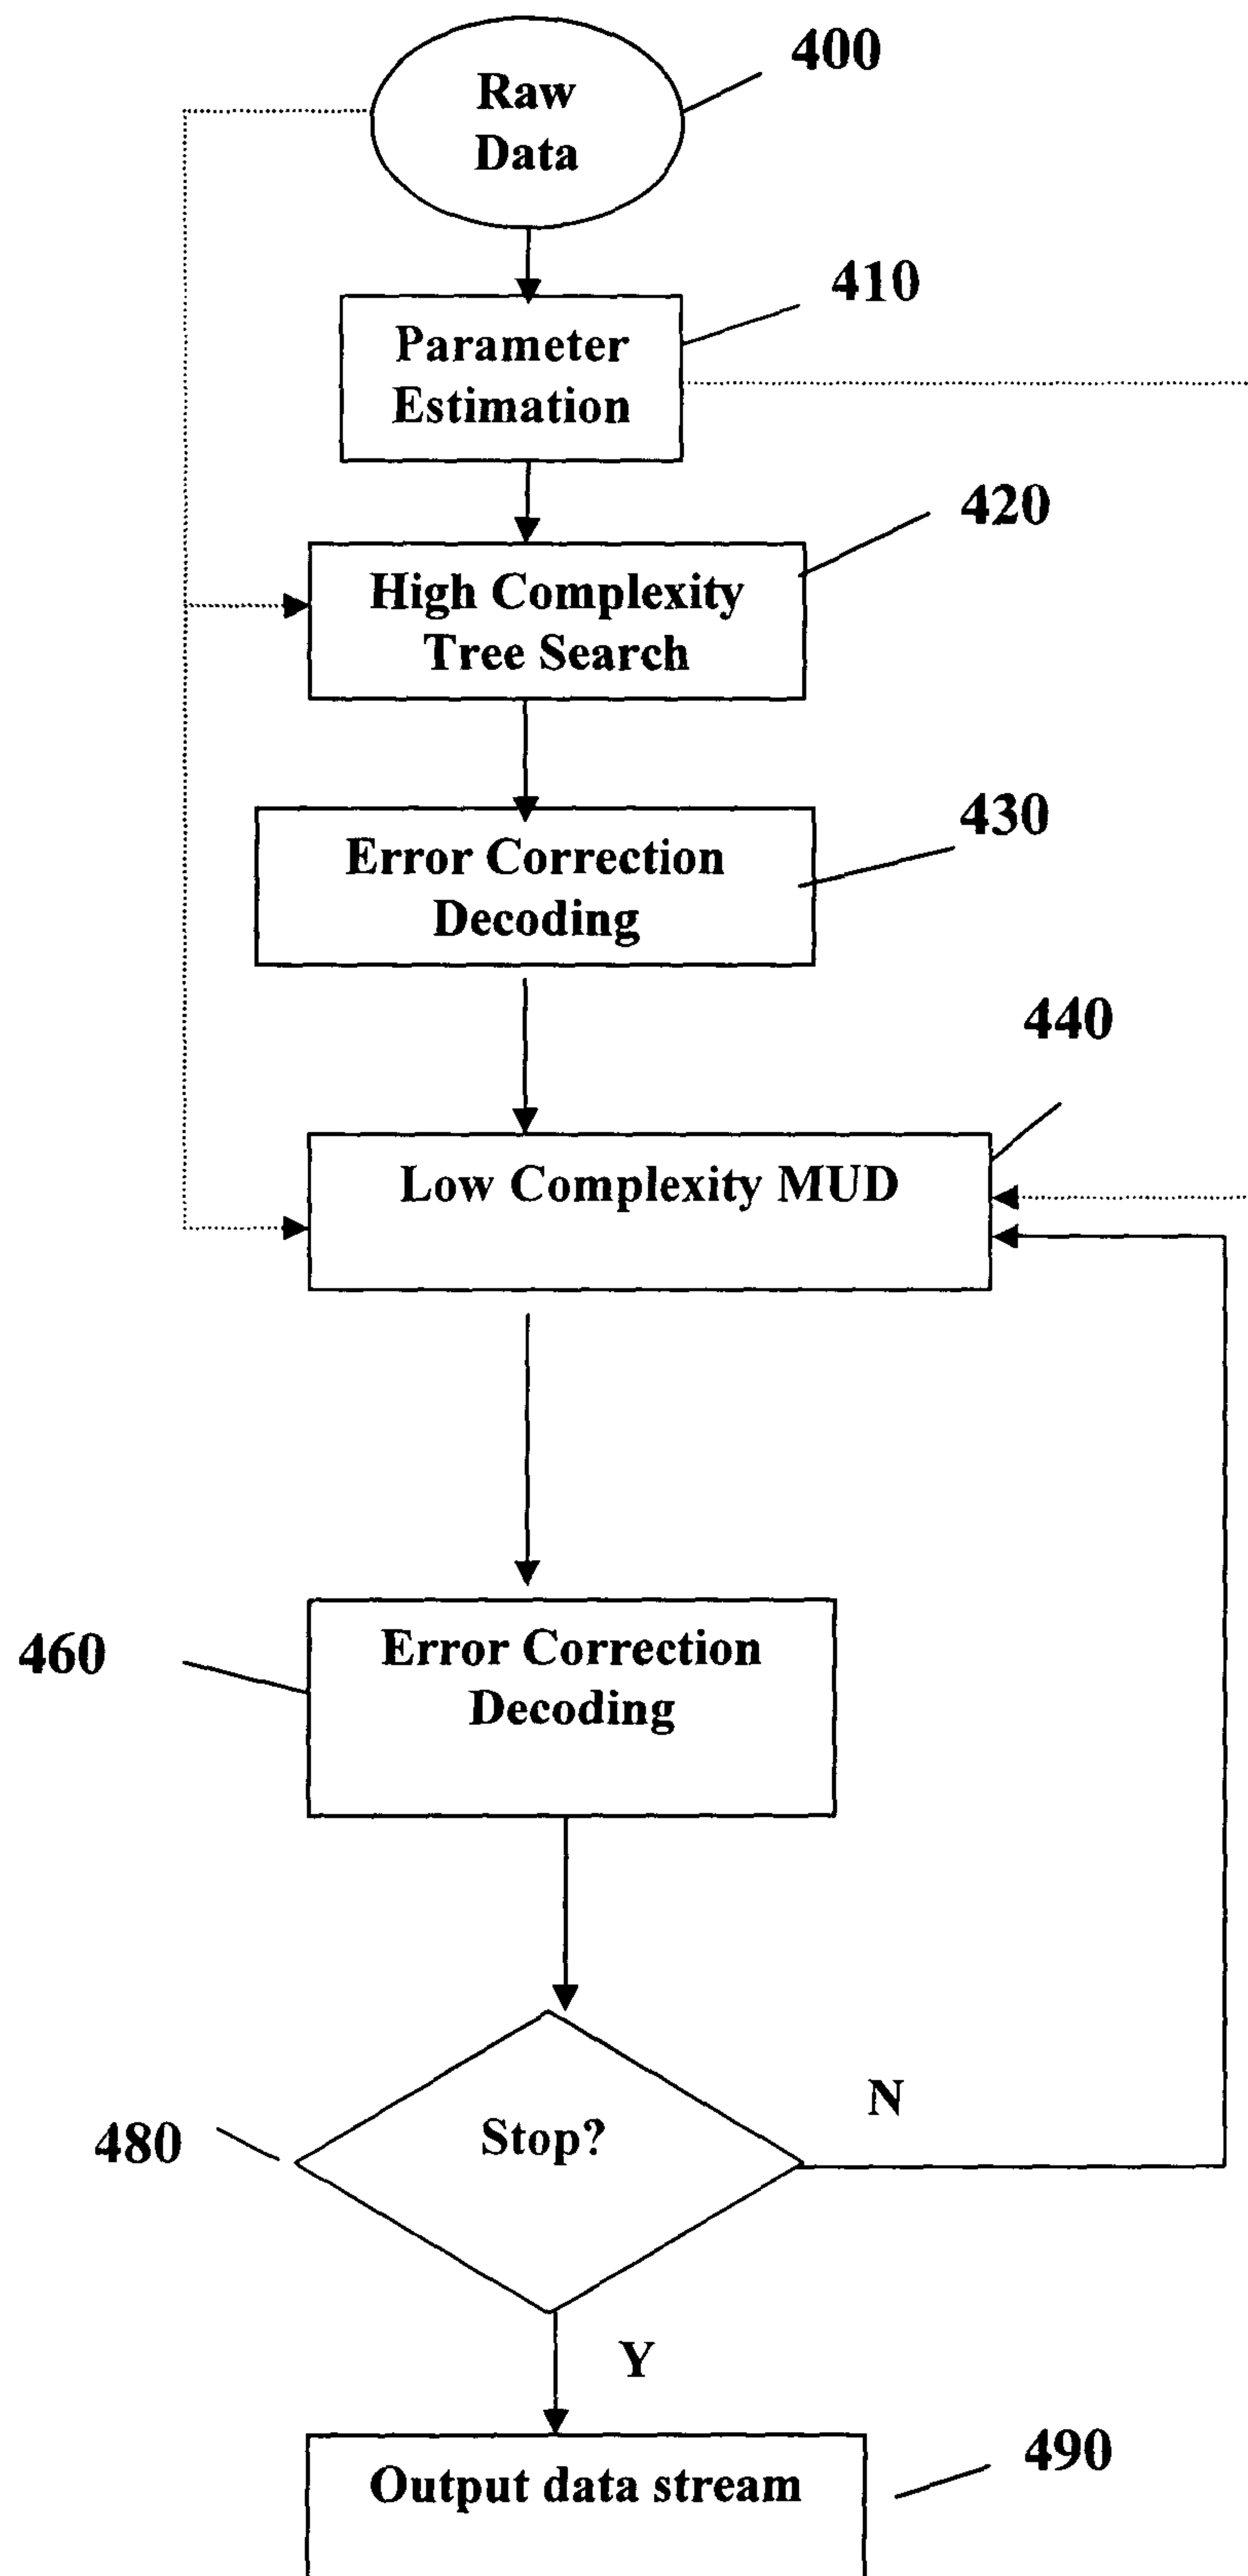 400
Raw
Data
410
Parameter
Estimation
420
High Complexity
Tree Search
430
Error Correction
Decoding
440
Low Complexity MUD
460
Error Correction
Decoding
N
480
Stop?
Y
490
Output data stream